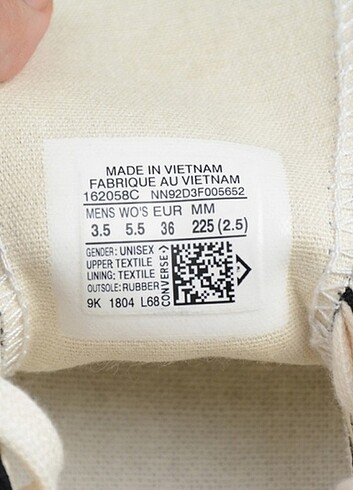 MADE IN VIETNAM
FABRIQUE AU VIETNAM
162058C NN92D3F005652
MENS WO'S EUR MM
3.5 5.5 36 225 (2.5)
GENDER: UNISEX
UPPER: TEXTILE
LINING: TEXTILE
OUTSOLE: RUBBER
9K 1804 L68
CONVERSE